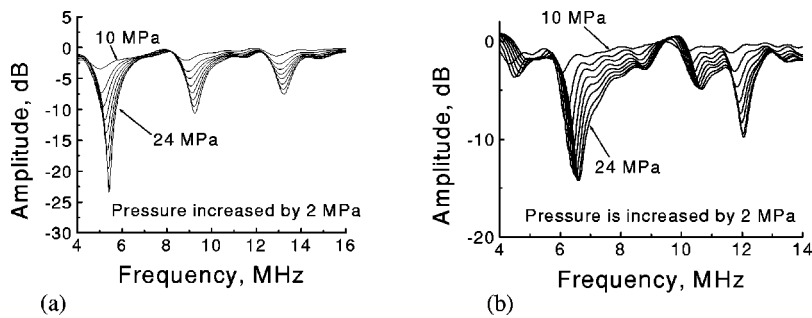 5
0
-5
-10
-15
-20
-25
-30
Amplitude, dB
10 MPa
24 MPa
Pressure increased by 2 MPa
4 6 8 10 12 14 16
Frequency, MHz
(a)
0
-10
-20
Amplitude, dB
10 MPa
24 MPa
Pressure is increased by 2 MPa
4 6 8 10 12 14
Frequency, MHz
(b)